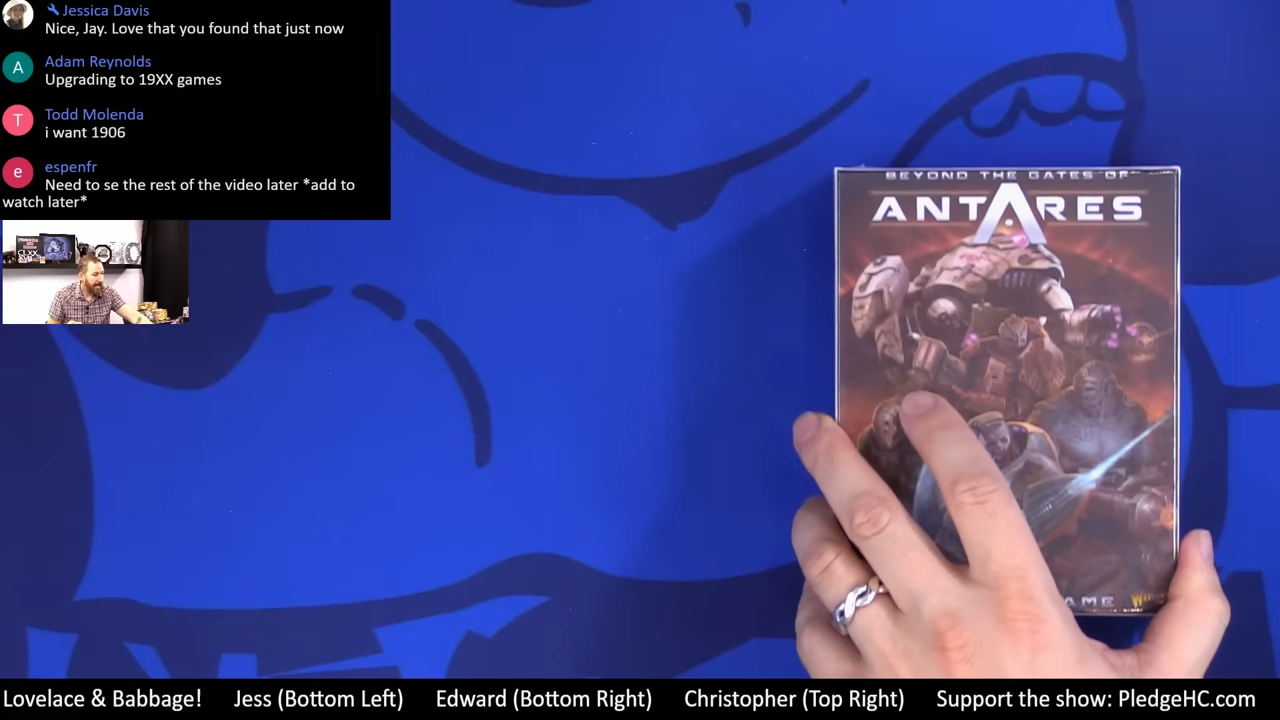 Jessica Davis
Nice, Jay. Love that you found that just now
A
Adam Reynolds
Upgrading to 19XX games
T
Todd Molenda
i want 1906
e
espenfr
Need to se the rest of the video later *add to
watch later*
BEYOND THE GATES OF
ANTARES
Lovelace & Babbage! Jess (Bottom Left) Edward (Bottom Right) Christopher (Top Right) Support the show: PledgeHC.com